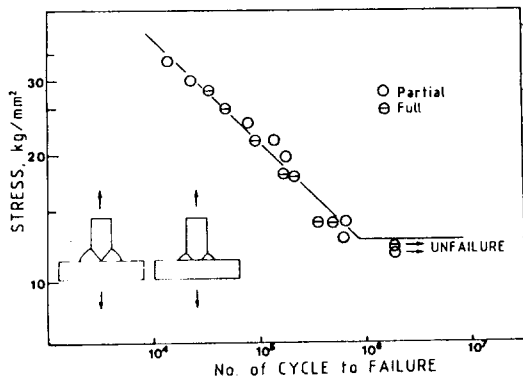 STRESS, kg/mm²
30
20
10
Partial
Full
UNFAILURE
10⁴
10⁵
10⁶
10⁷
No. of CYCLE to FAILURE